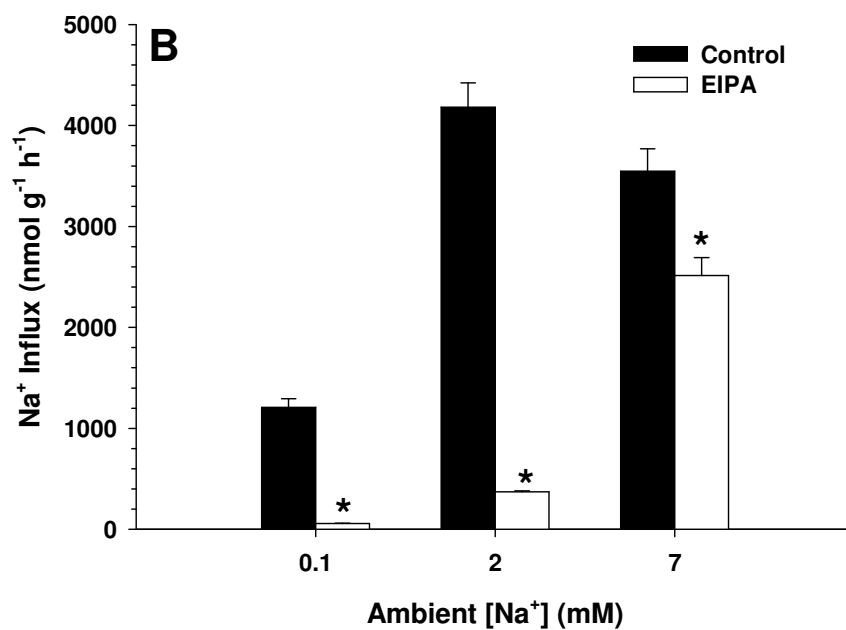 B
Control
EIPA
5000
4000
3000
2000
1000
0
Na⁺ Influx (nmol g⁻¹ h⁻¹)
*
*
*
0.1 2 7
Ambient [Na⁺] (mM)